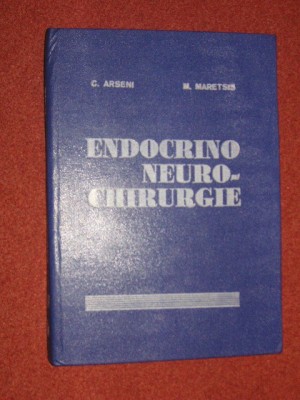 C. ARSENI M. MARETSIS
ENDOCRINO
NEURO-
CHIRURGIE